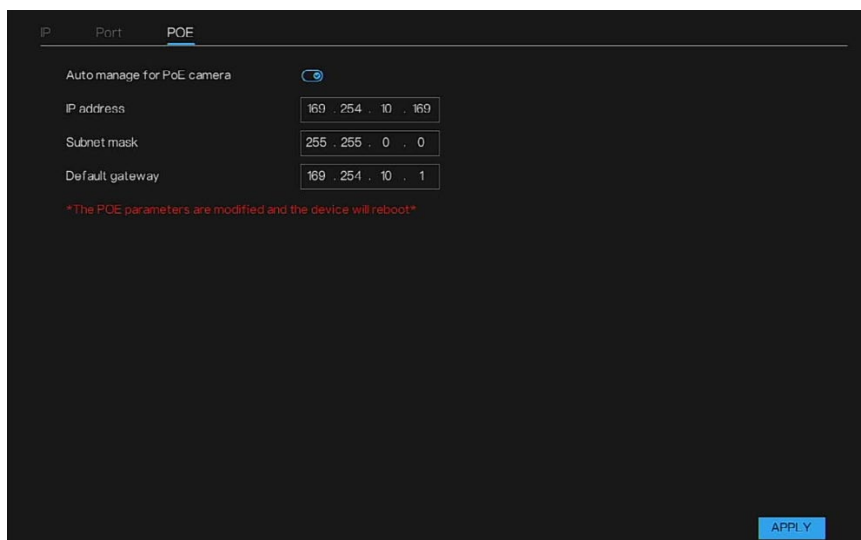 IP Port POE
Auto manage for PoE camera
IP address 169 . 254 . 10 . 169
Subnet mask 255 . 255 . 0 . 0
Default gateway 169 . 254 . 10 . 1
*The POE parameters are modified and the device will reboot*
APPLY